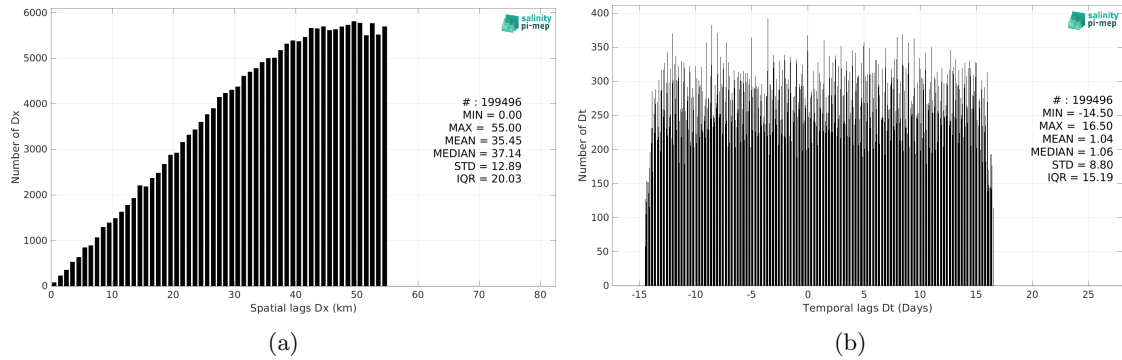 6000
5000
4000
3000
2000
1000
0
Number of Dx
0 10 20 30 40 50 60 70 80
Spatial lags Dx (km)
salinity
pi-mep
# : 199496
MIN = 0.00
MAX = 55.00
MEAN = 35.45
MEDIAN = 37.14
STD = 12.89
IQR = 20.03
(a)
400
350
300
250
200
150
100
50
0
Number of Dt
-15 -10 -5 0 5 10 15 20 25
Temporal lags Dt (Days)
salinity
pi-mep
# : 199496
MIN = -14.50
MAX = 16.50
MEAN = 1.04
MEDIAN = 1.06
STD = 8.80
IQR = 15.19
(b)